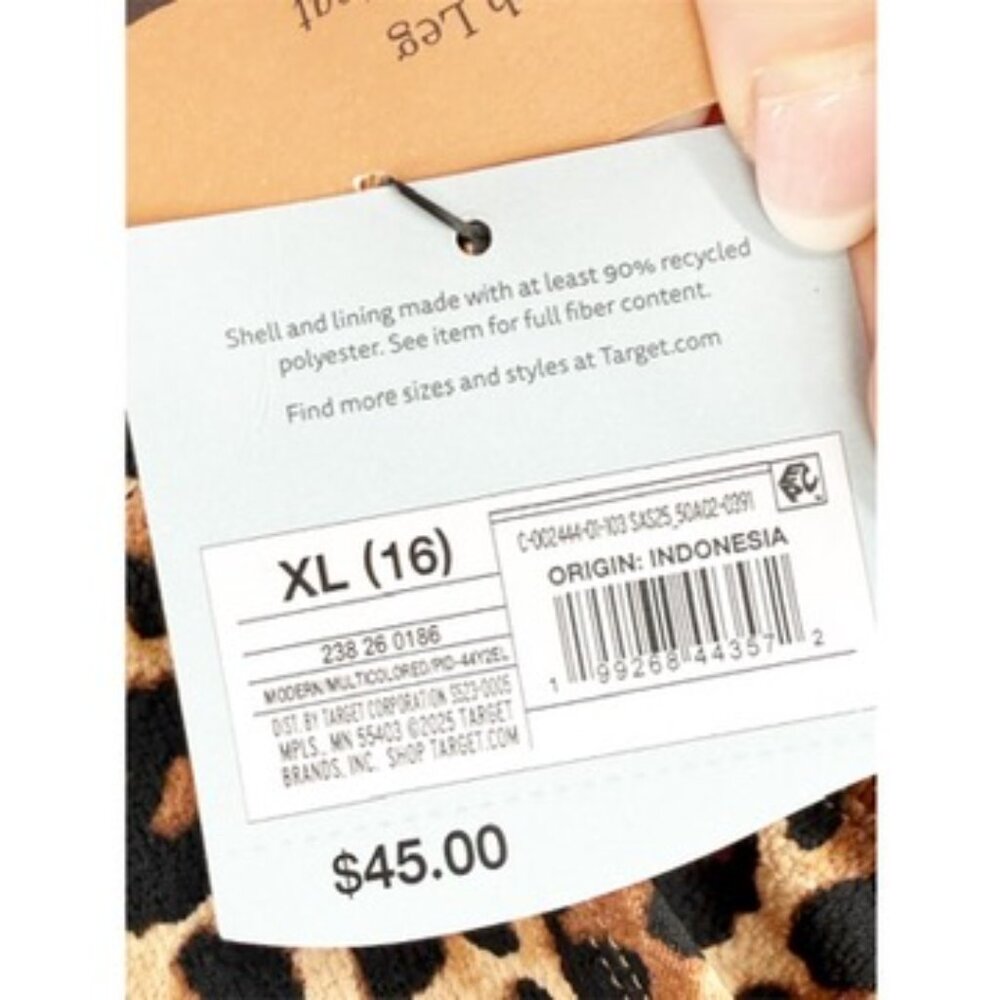 h Leg
Shell and lining made with at least 90% recycled
polyester. See item for full fiber content.
Find more sizes and styles at Target.com
XL (16)
238 26 0186
MODERN/MULTICOLORED/PID-44Y2EL
DIST. BY TARGET CORPORATION 5523-0005
MPLS., MN 55403 ©2025 TARGET
BRANDS, INC. SHOP TARGET.COM
C-002444-01-103 SXS25_50A02-0391
ORIGIN: INDONESIA
1 99268 44357 2
$45.00